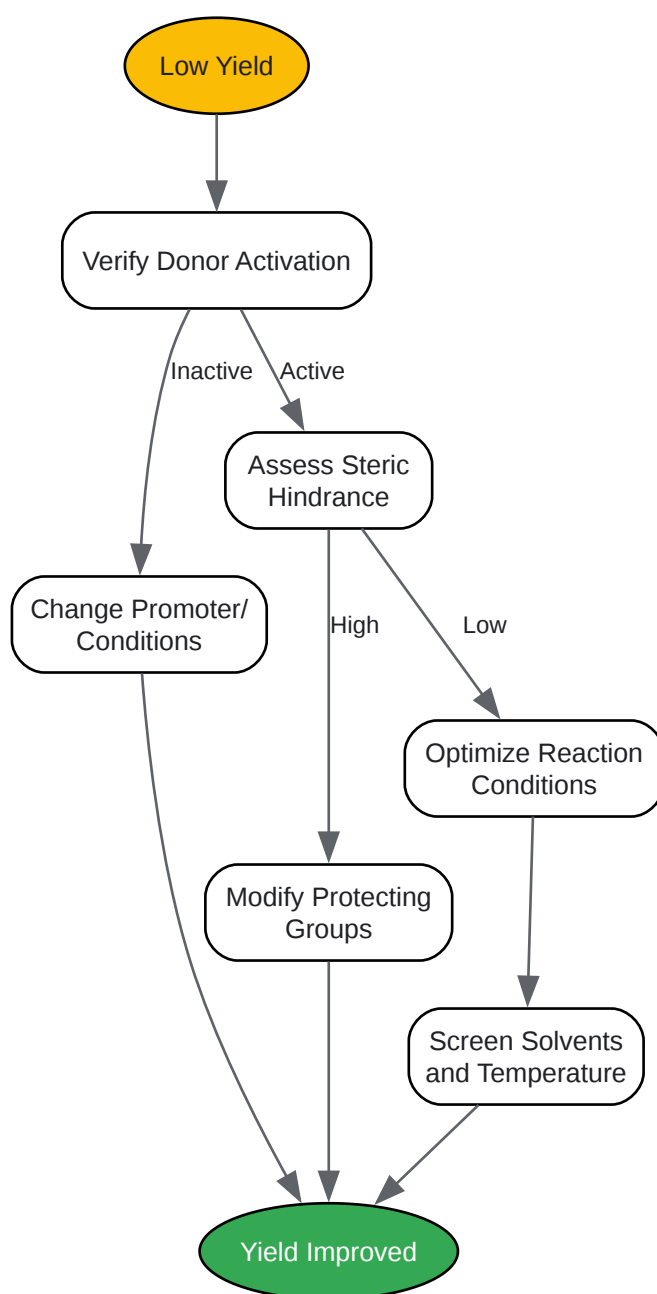 Low Yield
Verify Donor Activation
Inactive
Active
Assess Steric
Hindrance
Change Promoter/
Conditions
High
Low
Optimize Reaction
Conditions
Modify Protecting
Groups
Screen Solvents
and Temperature
Yield Improved